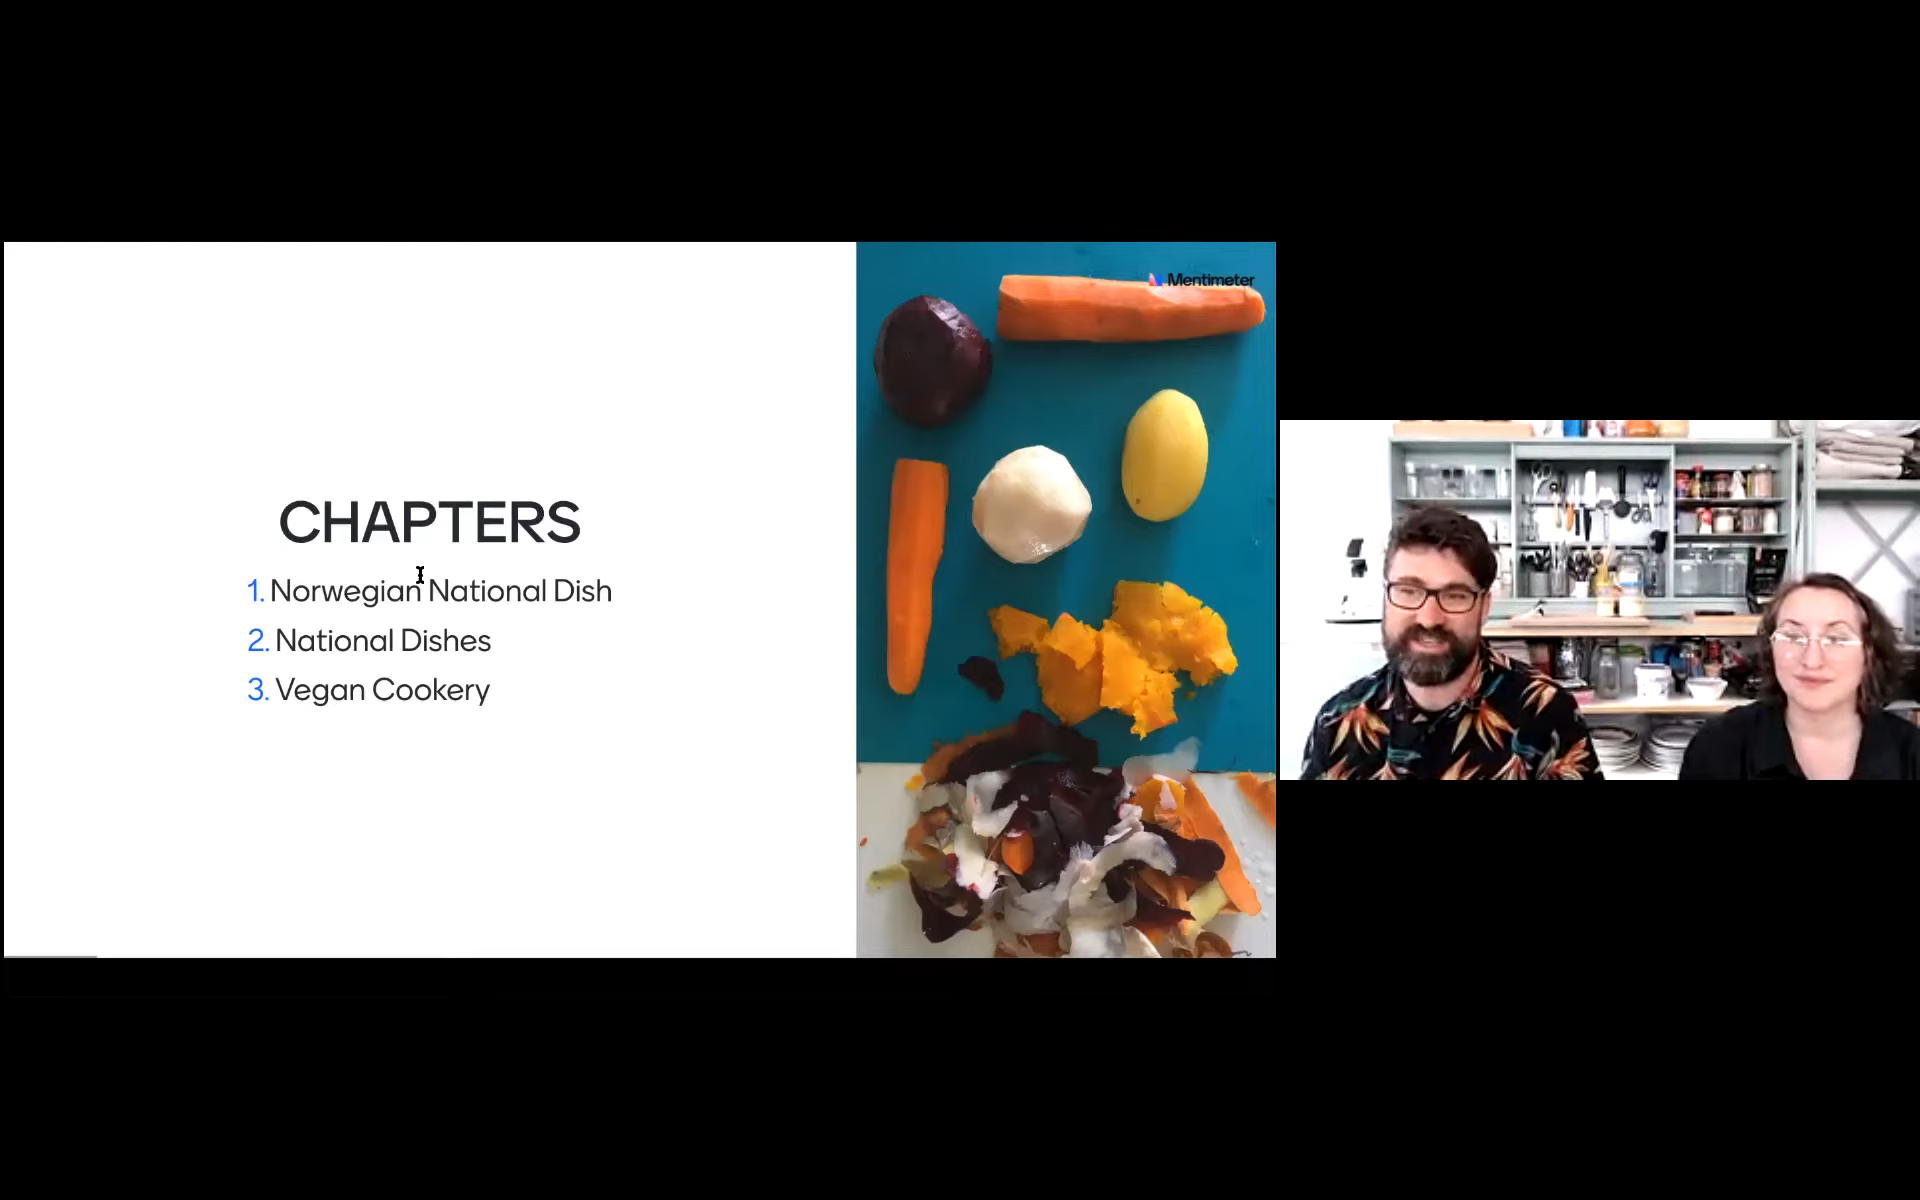 Mentimeter
CHAPTERS
1. Norwegian National Dish
2. National Dishes
3. Vegan Cookery